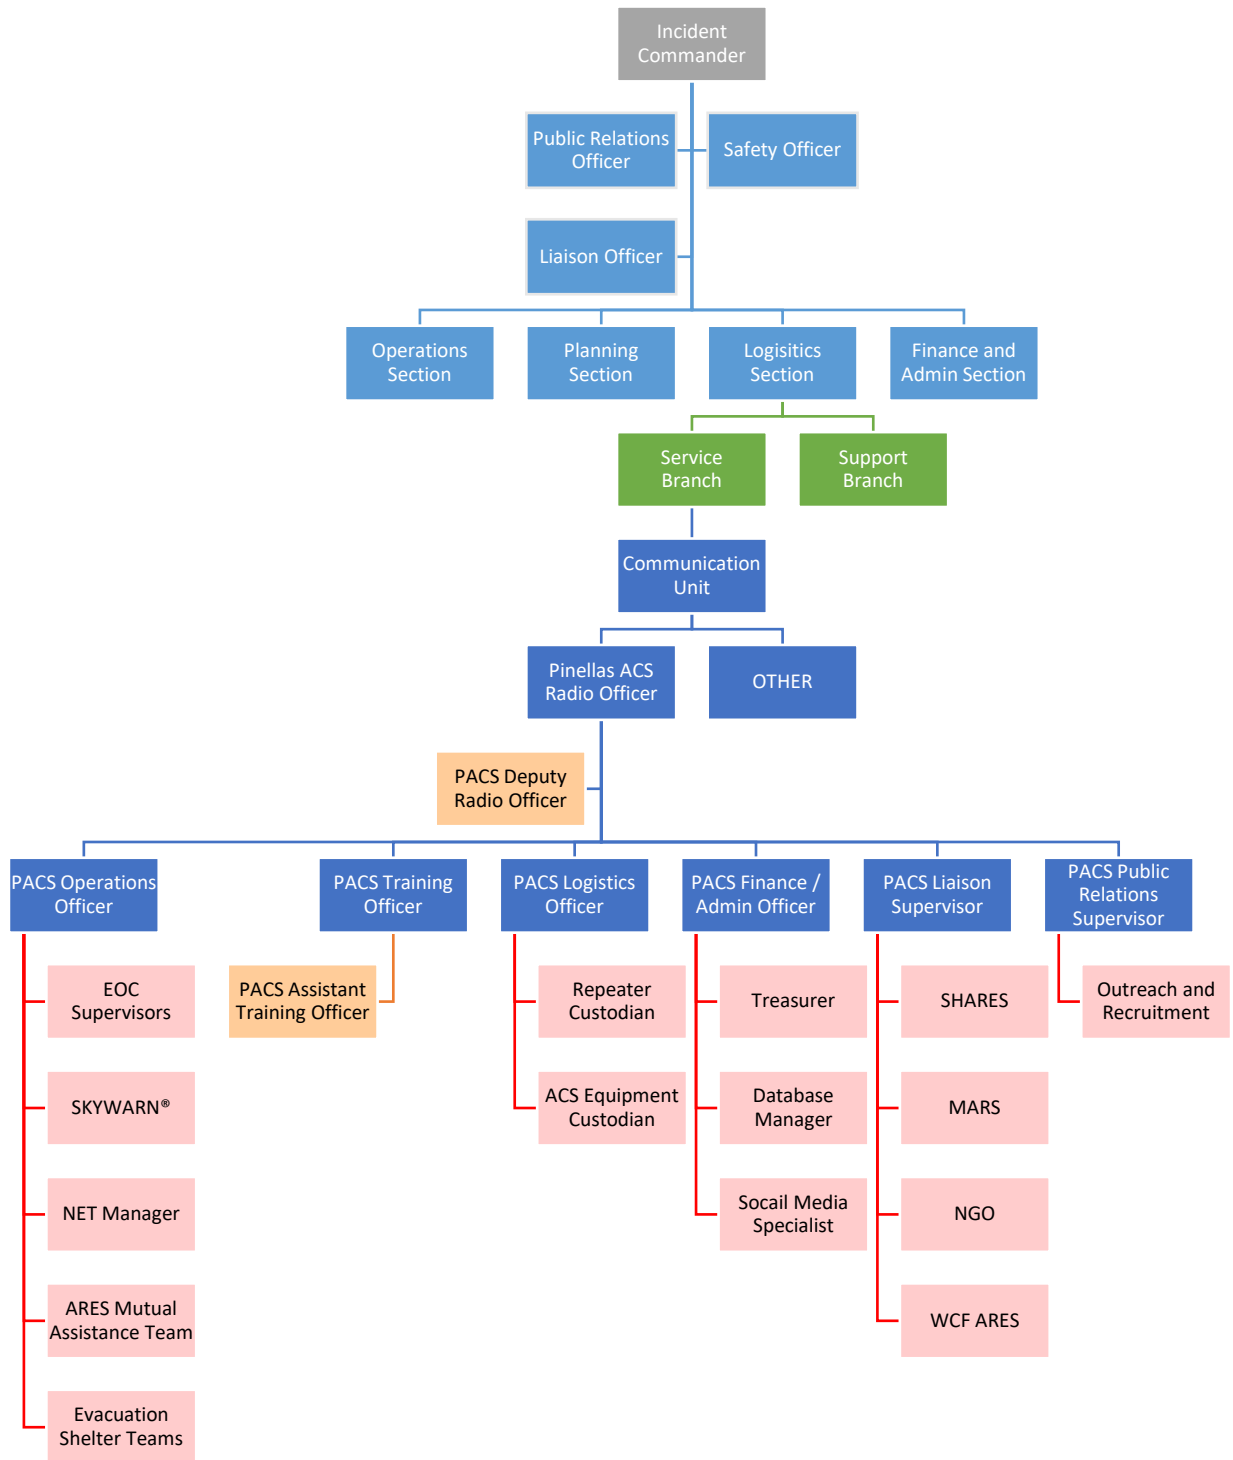 Incident
Commander
Public Relations
Officer
Safety Officer
Liaison Officer
Operations
Section
Planning
Section
Logisitics
Section
Finance and
Admin Section
Service
Branch
Support
Branch
Communication
Unit
Pinellas ACS
Radio Officer
OTHER
PACS Deputy
Radio Officer
PACS Operations
Officer
PACS Training
Officer
PACS Logistics
Officer
PACS Finance /
Admin Officer
PACS Liaison
Supervisor
PACS Public
Relations
Supervisor
EOC
Supervisors
PACS Assistant
Training Officer
Repeater
Custodian
Treasurer
SHARES
Outreach and
Recruitment
SKYWARN®
ACS Equipment
Custodian
Database
Manager
MARS
NET Manager
Socail Media
Specialist
NGO
ARES Mutual
Assistance Team
WCF ARES
Evacuation
Shelter Teams